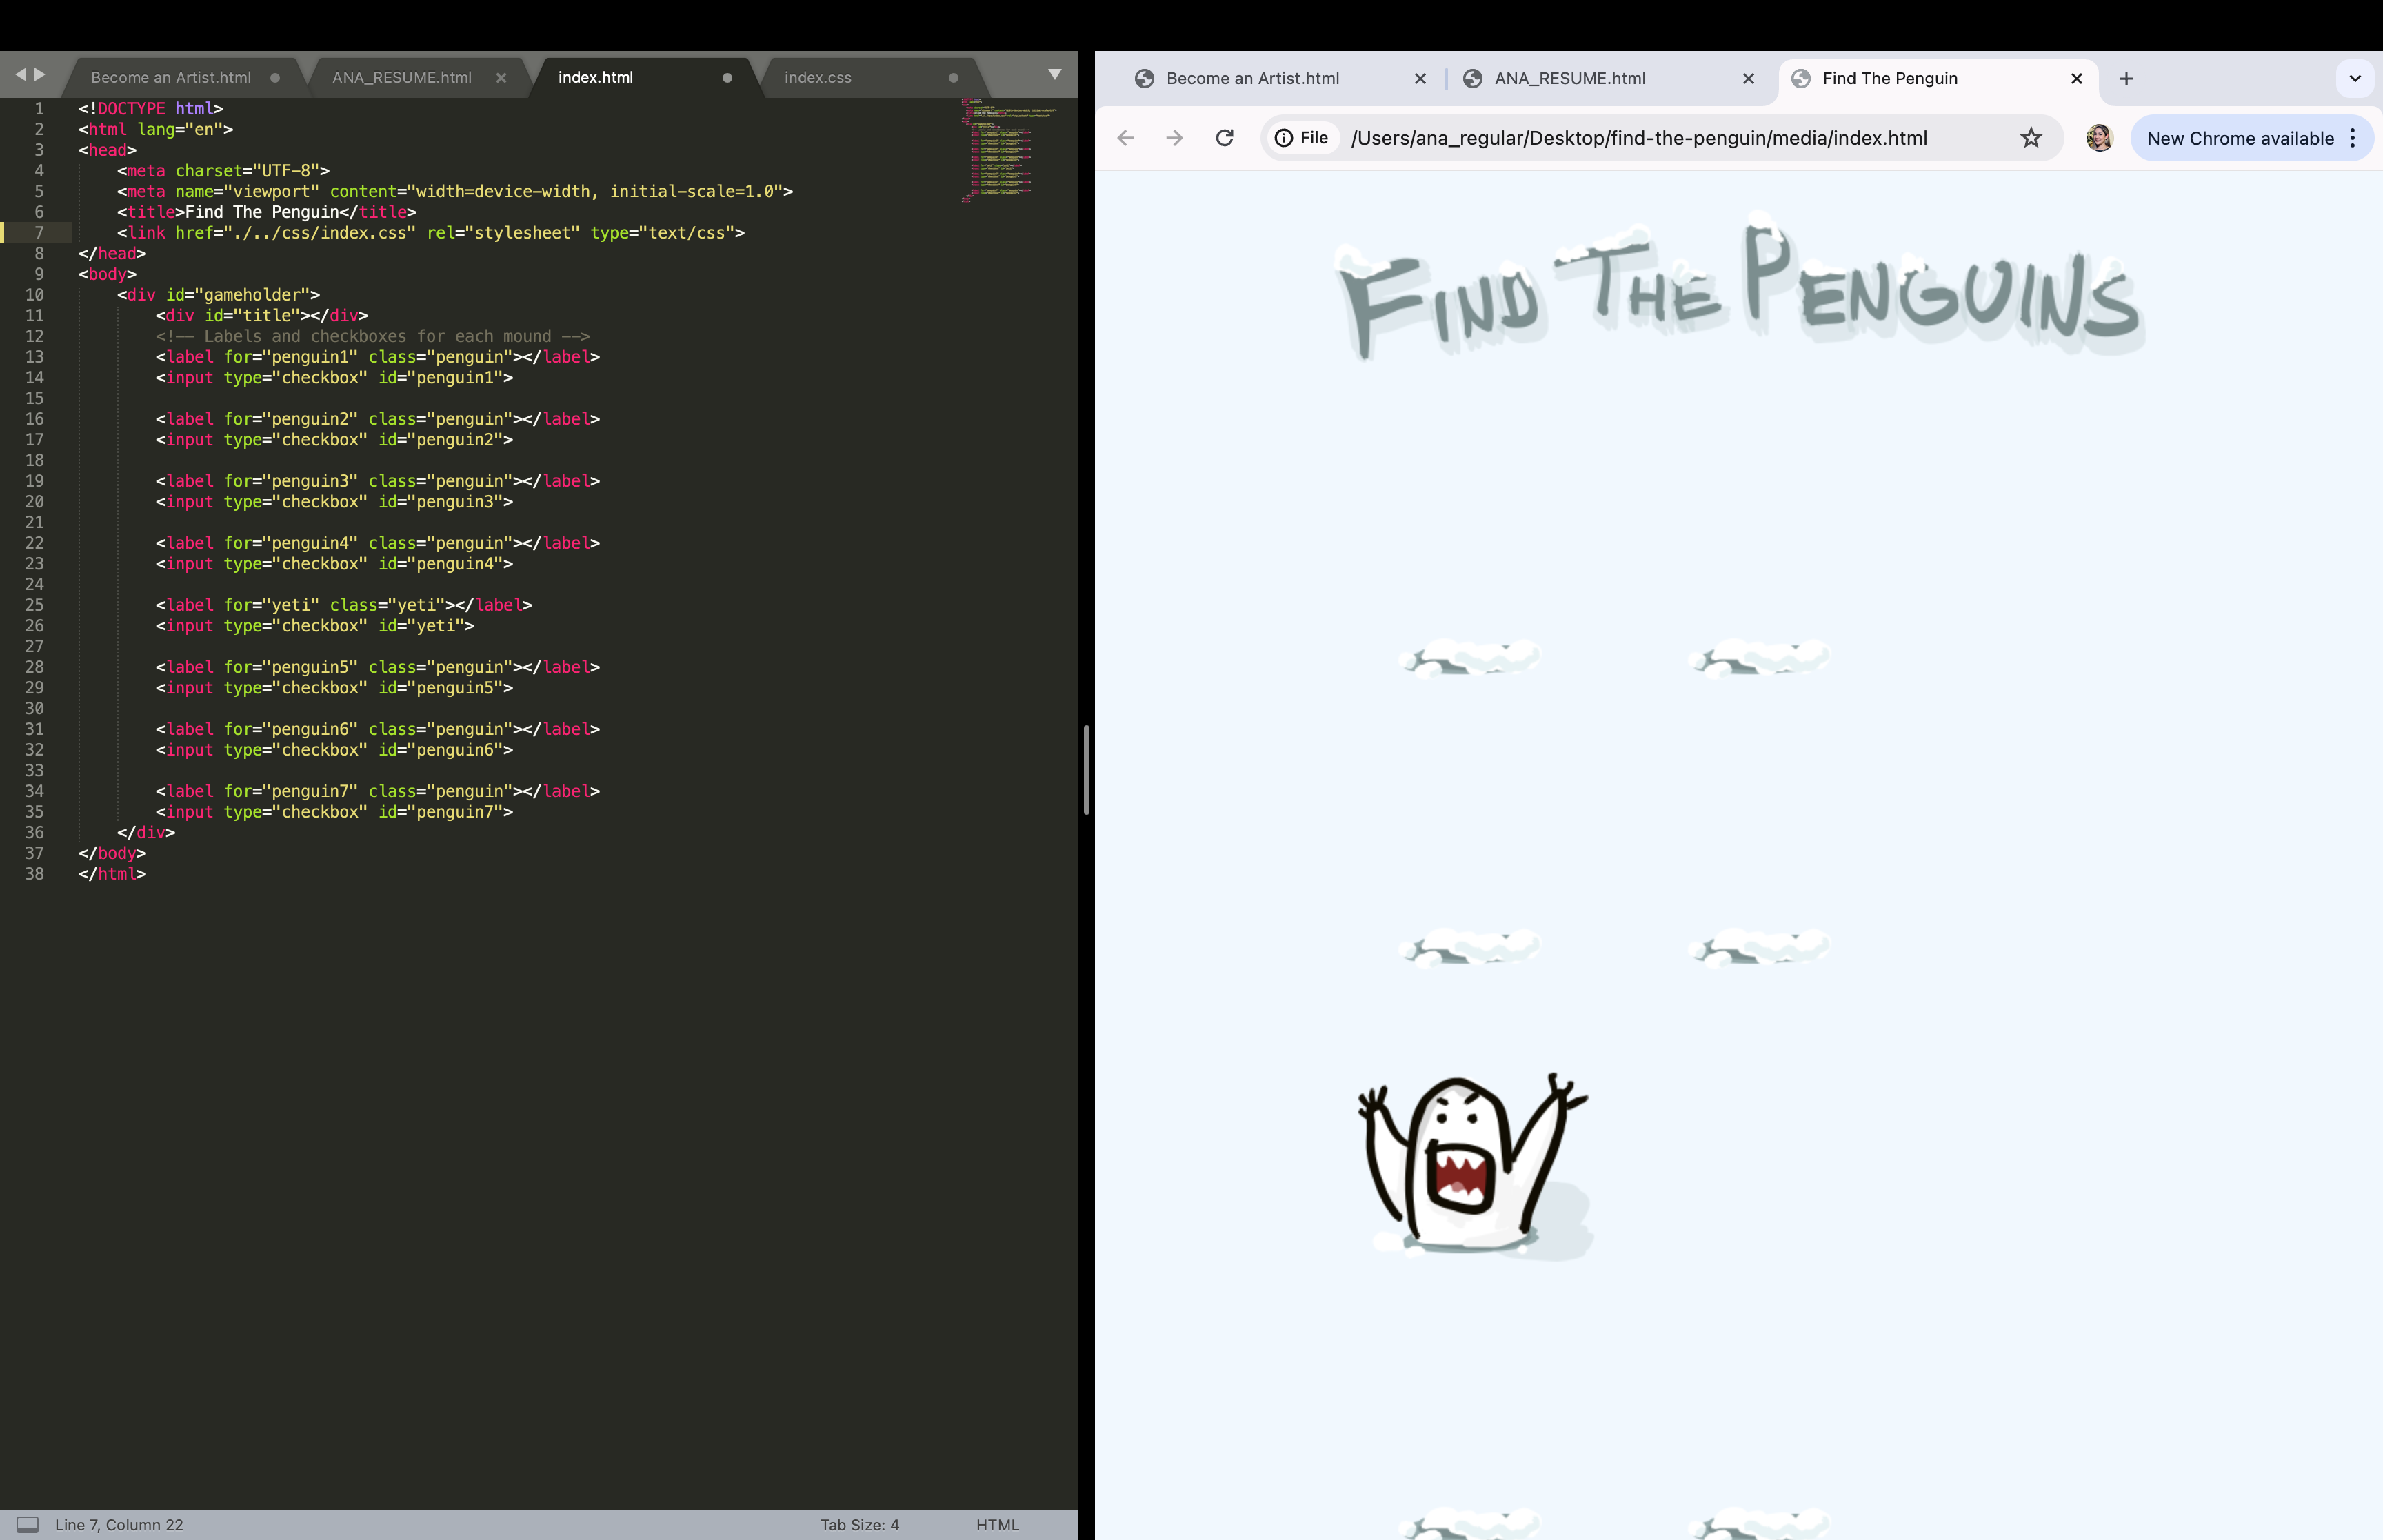 Become an Artist.html
ANA_RESUME.html
index.html
index.css
1 <!DOCTYPE html>
2 <html lang="en">
3 <head>
4 <meta charset="UTF-8">
5 <meta name="viewport" content="width=device-width, initial-scale=1.0">
6 <title>Find The Penguin</title>
7 <link href="./../css/index.css" rel="stylesheet" type="text/css">
8 </head>
9 <body>
10 <div id="gameholder">
11 <div id="title"></div>
12 <!-- Labels and checkboxes for each mound -->
13 <label for="penguin1" class="penguin"></label>
14 <input type="checkbox" id="penguin1">
15
16 <label for="penguin2" class="penguin"></label>
17 <input type="checkbox" id="penguin2">
18
19 <label for="penguin3" class="penguin"></label>
20 <input type="checkbox" id="penguin3">
21
22 <label for="penguin4" class="penguin"></label>
23 <input type="checkbox" id="penguin4">
24
25 <label for="yeti" class="yeti"></label>
26 <input type="checkbox" id="yeti">
27
28 <label for="penguin5" class="penguin"></label>
29 <input type="checkbox" id="penguin5">
30
31 <label for="penguin6" class="penguin"></label>
32 <input type="checkbox" id="penguin6">
33
34 <label for="penguin7" class="penguin"></label>
35 <input type="checkbox" id="penguin7">
36 </div>
37 </body>
38 </html>
Line 7, Column 22
Tab Size: 4
HTML
Become an Artist.html
ANA_RESUME.html
Find The Penguin
File /Users/ana_regular/Desktop/find-the-penguin/media/index.html
New Chrome available
FIND THE PENGUINS